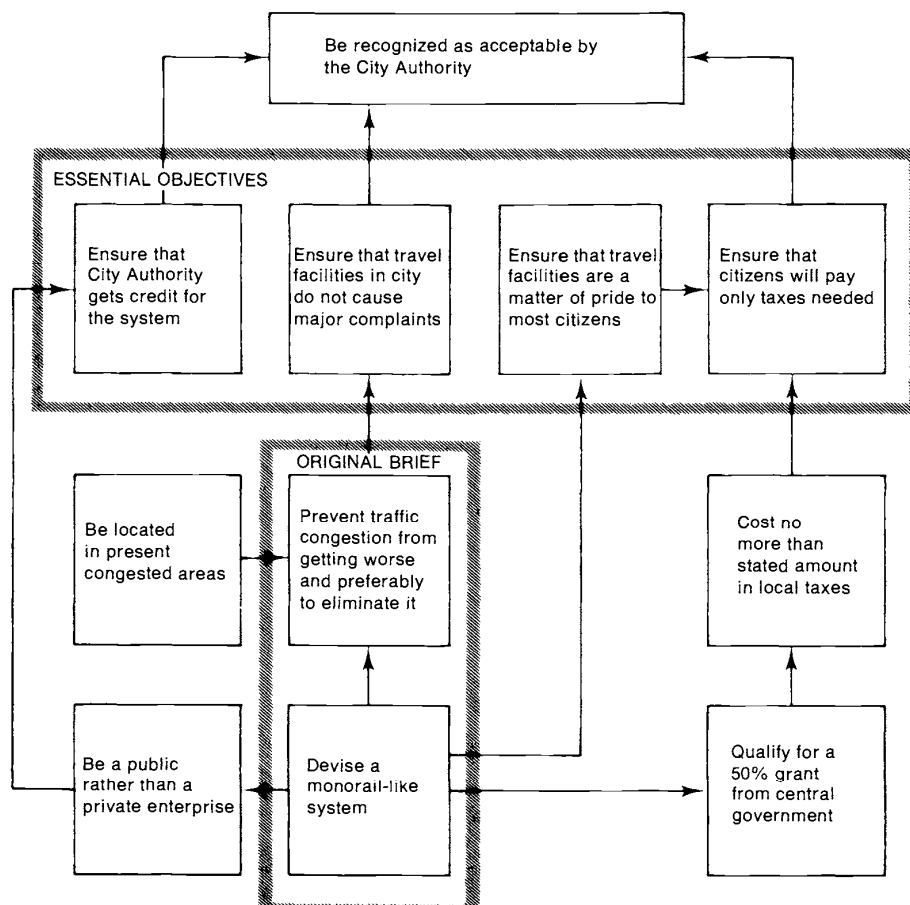 Be recognized as acceptable by
the City Authority
ESSENTIAL OBJECTIVES
Ensure that
City Authority
gets credit for
the system
Ensure that travel
facilities in city
do not cause
major complaints
Ensure that travel
facilities are a
matter of pride to
most citizens
Ensure that
citizens will pay
only taxes needed
ORIGINAL BRIEF
Be located
in present
congested areas
Prevent traffic
congestion from
getting worse
and preferably
to eliminate it
Cost no
more than
stated amount
in local taxes
Be a public
rather than a
private enterprise
Devise a
monorail-like
system
Qualify for a
50% grant
from central
government